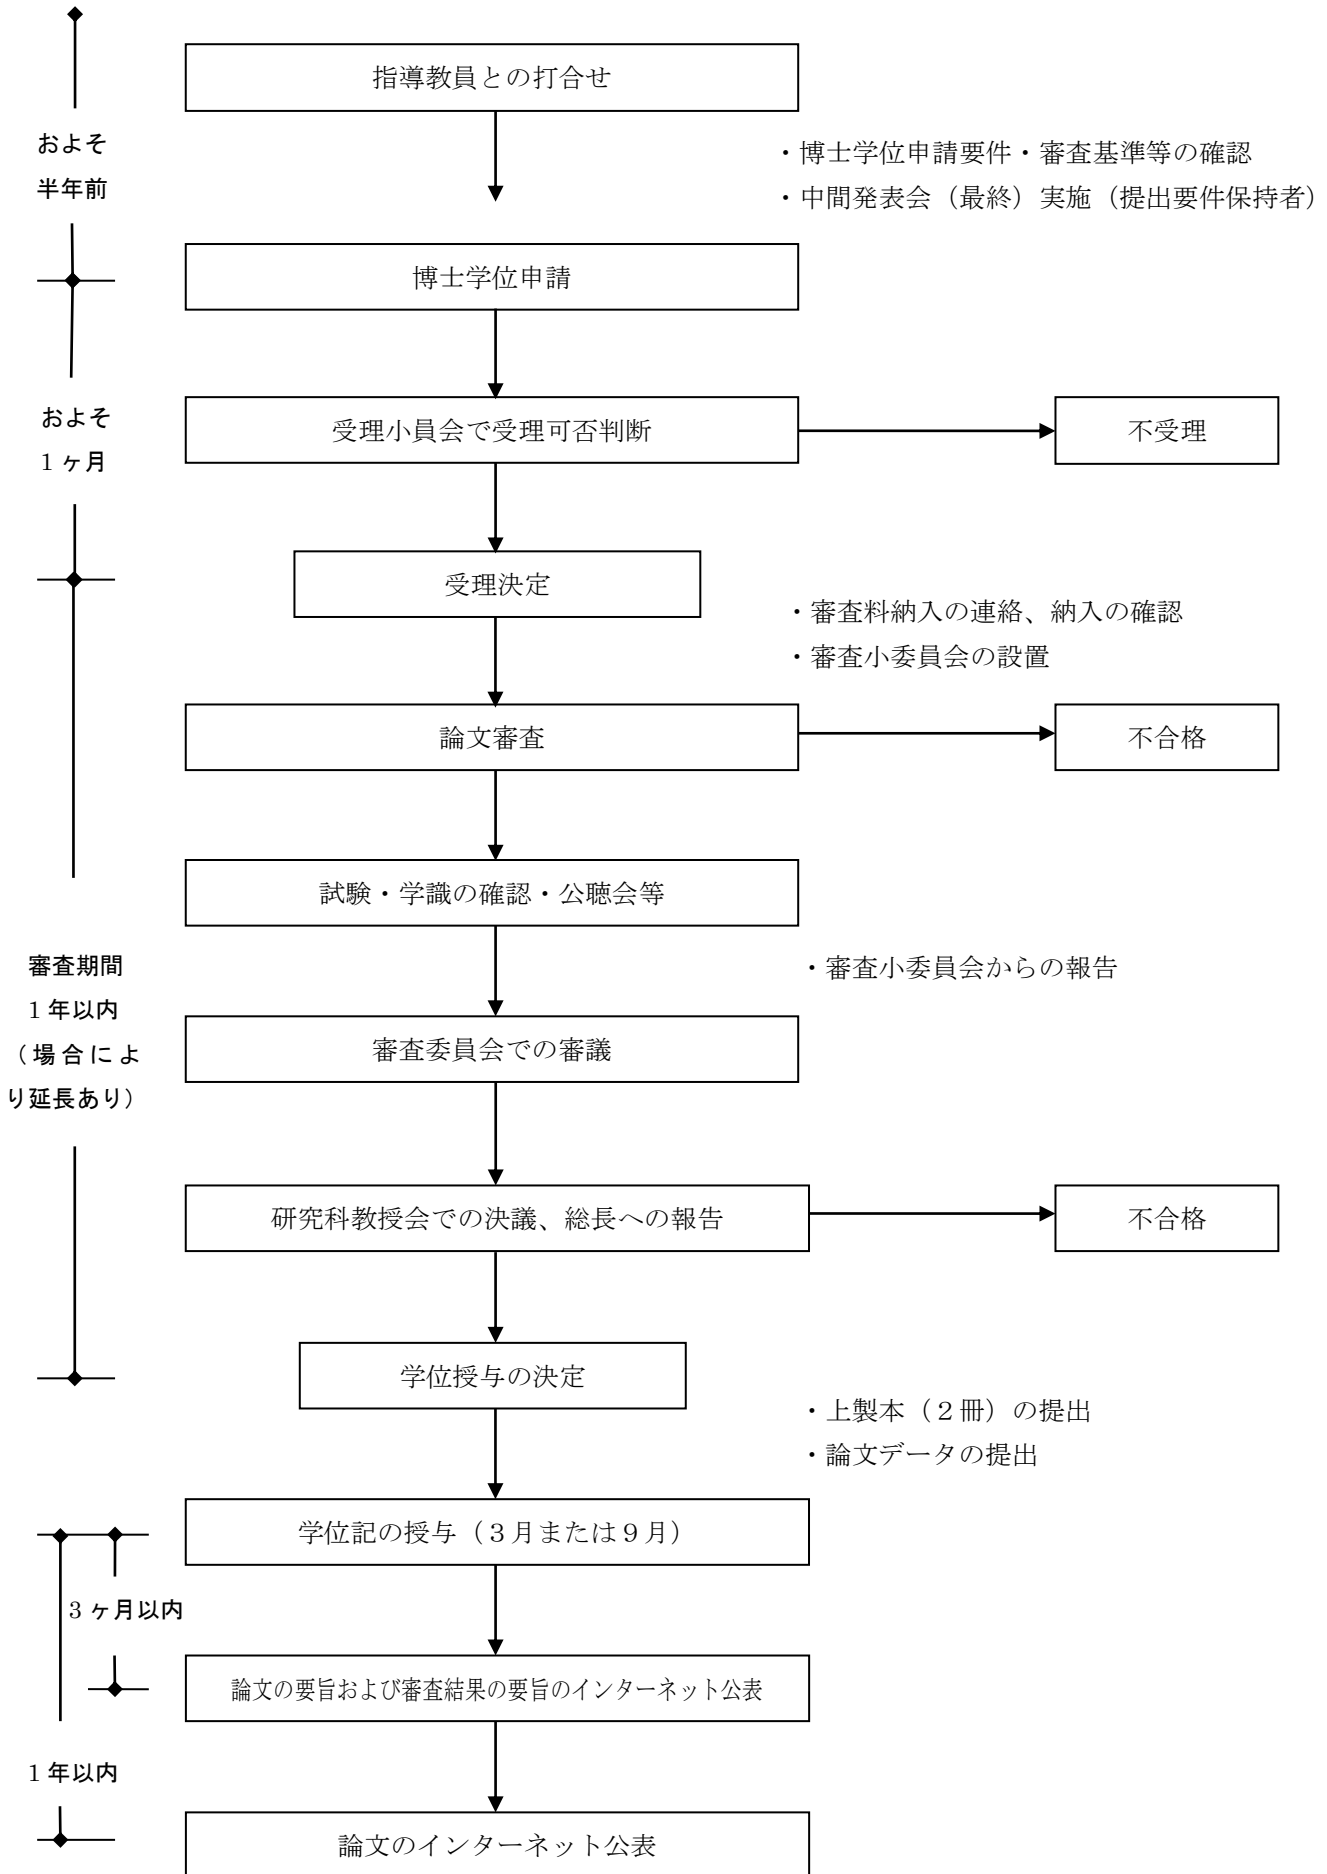 指導教員との打合せ
およそ
半年前
・博士学位申請要件・審査基準等の確認
・中間発表会（最終）実施（提出要件保持者）
博士学位申請
およそ
1ヶ月
受理小員会で受理可否判断
不受理
受理決定
・審査料納入の連絡、納入の確認
・審査小委員会の設置
論文審査
不合格
試験・学識の確認・公聴会等
審査期間
1年以内
（場合によ
り延長あり）
・審査小委員会からの報告
審査委員会での審議
研究科教授会での決議、総長への報告
不合格
学位授与の決定
・上製本（２冊）の提出
・論文データの提出
学位記の授与（３月または９月）
3ヶ月以内
論文の要旨および審査結果の要旨のインターネット公表
1年以内
論文のインターネット公表